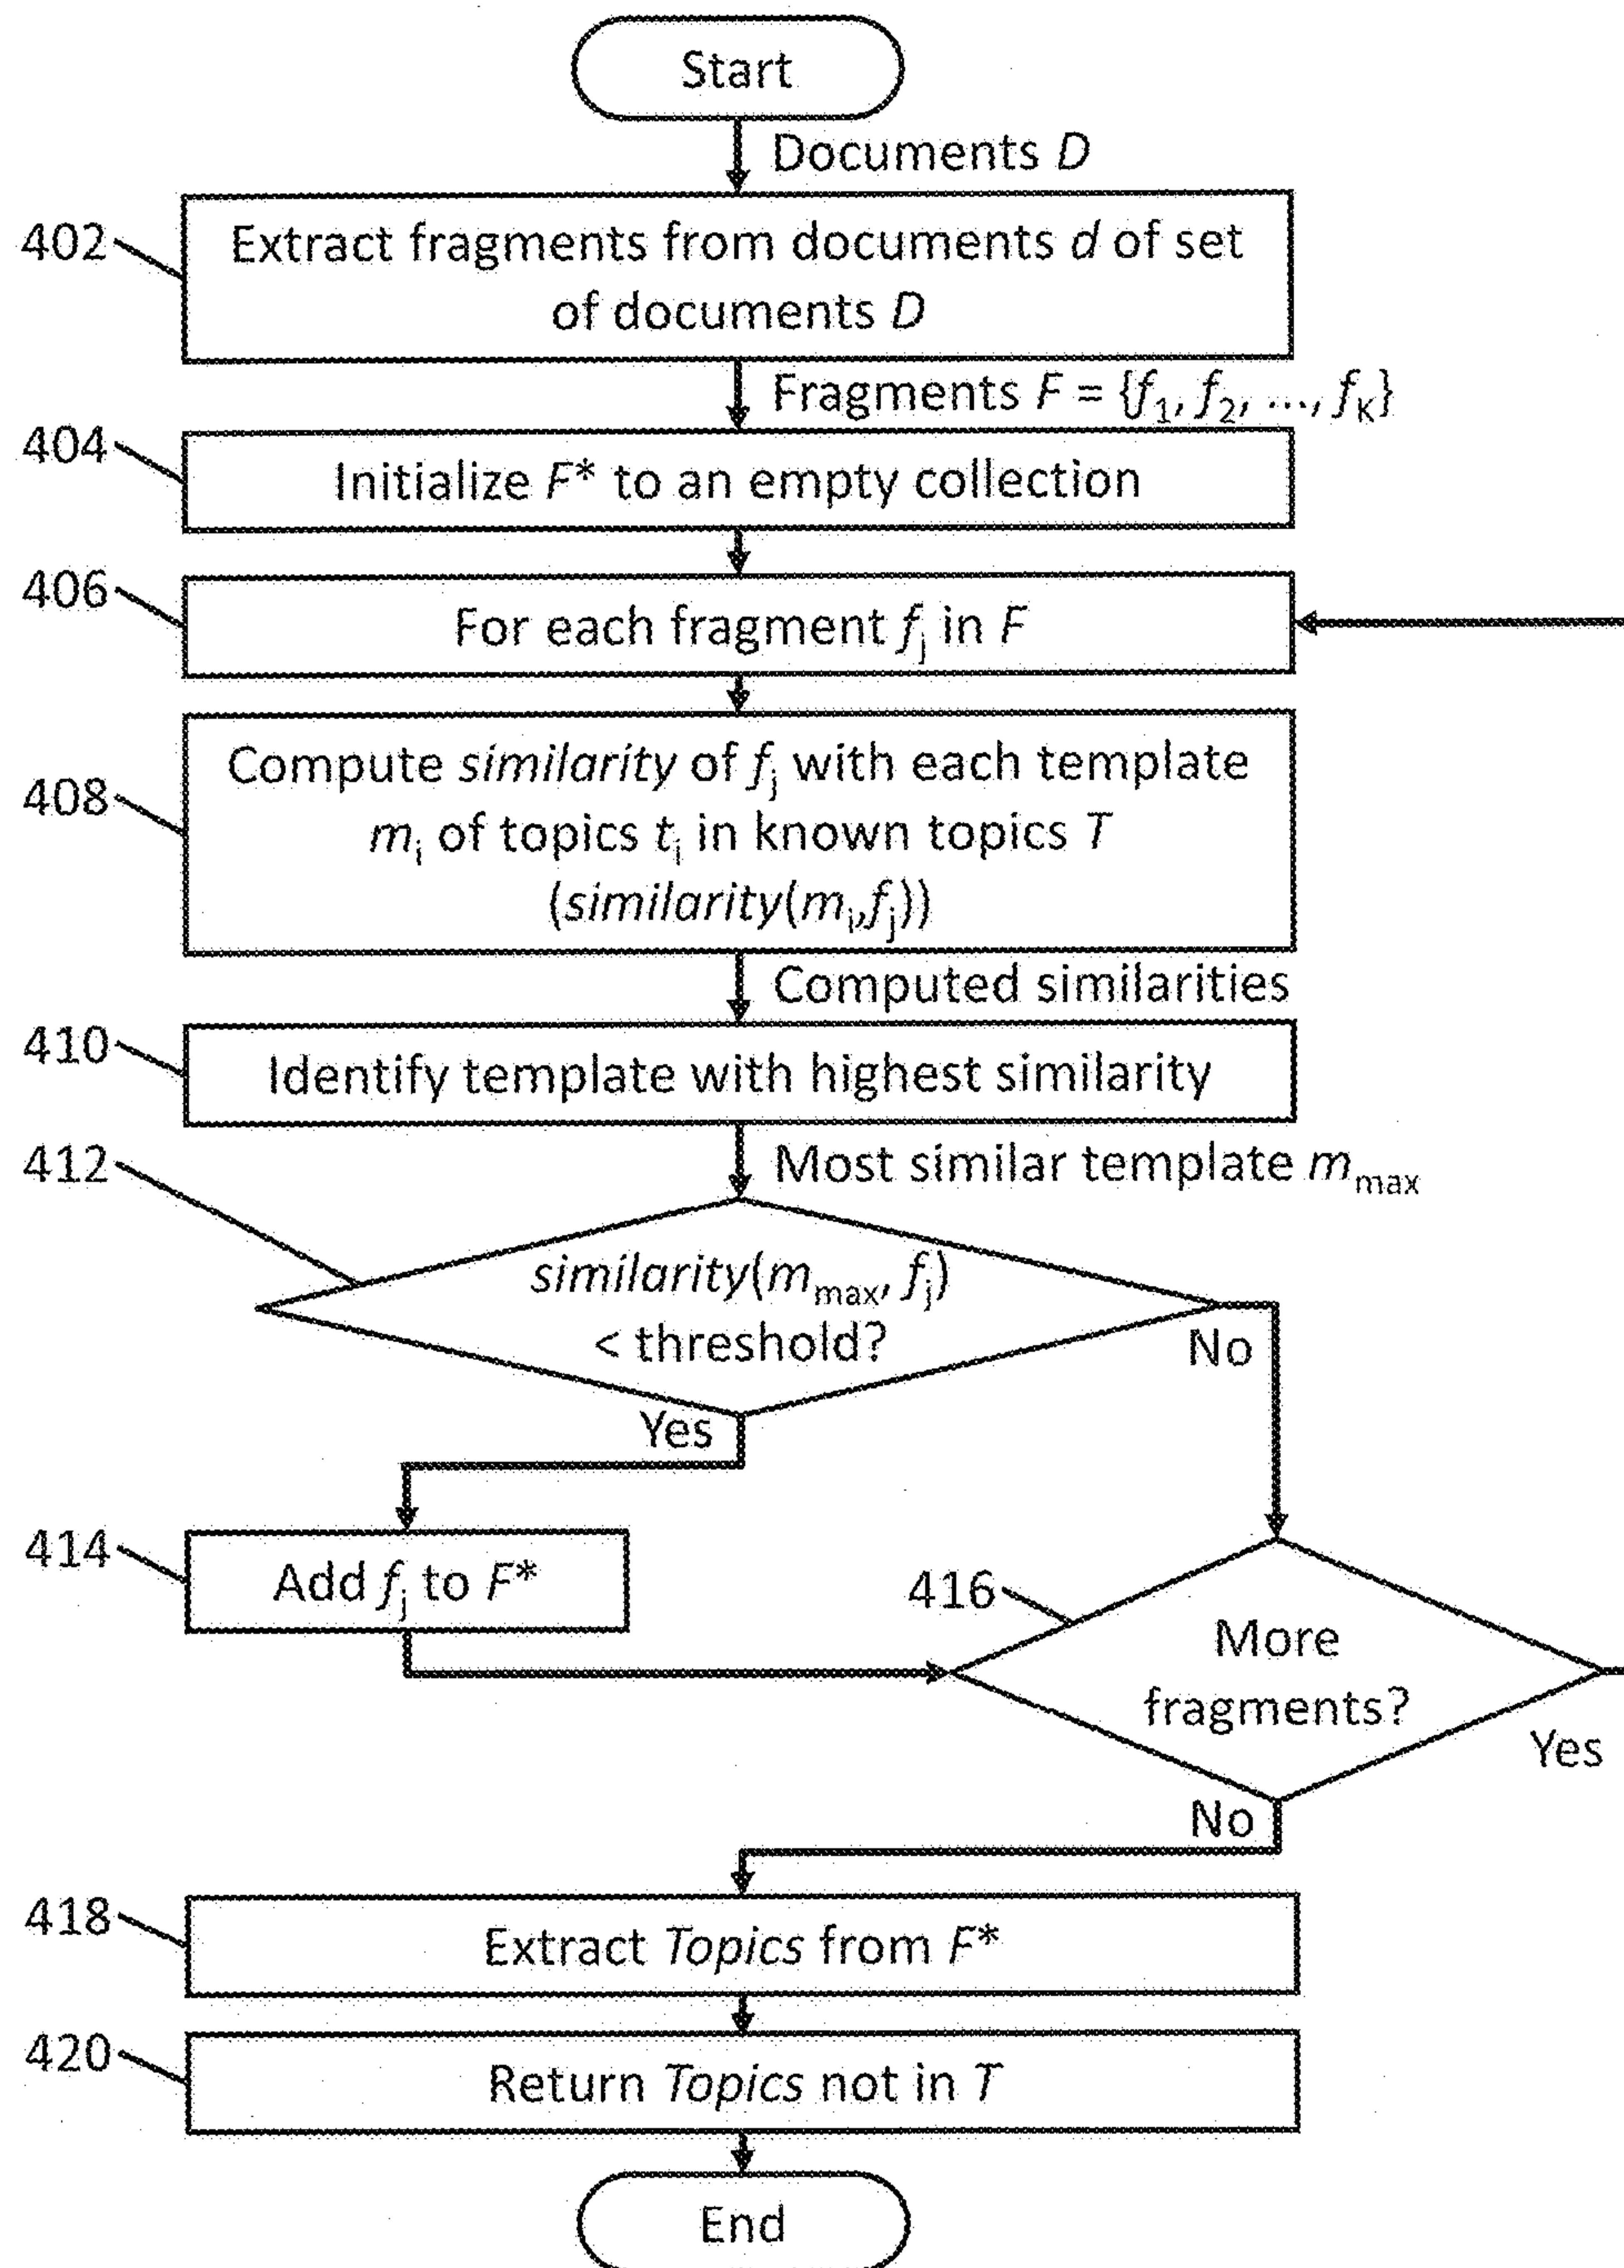 Start
Documents D
402
Extract fragments from documents d of set
of documents D
Fragments F = {f1, f2, ..., fK}
404
Initialize F* to an empty collection
406
For each fragment fj in F
408
Compute similarity of fj with each template
mi of topics ti in known topics T
(similarity(mi,fj))
Computed similarities
410
Identify template with highest similarity
412
Most similar template mmax
similarity(mmax, fj)
< threshold?
No
Yes
414
Add fj to F*
416
More
fragments?
Yes
No
418
Extract Topics from F*
420
Return Topics not in T
End